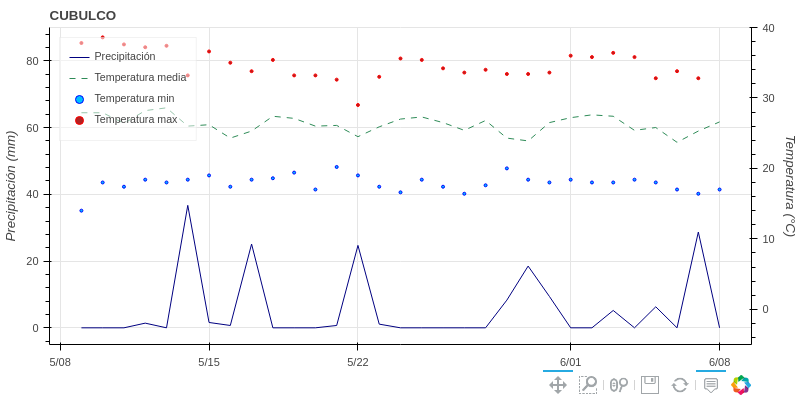 CUBULCO
Precipitación (mm)
80
60
40
20
0
Precipitación
Temperatura media
Temperatura min
Temperatura max
40
30
20
10
0
Temperatura (°C)
5/08
5/15
5/22
6/01
6/08